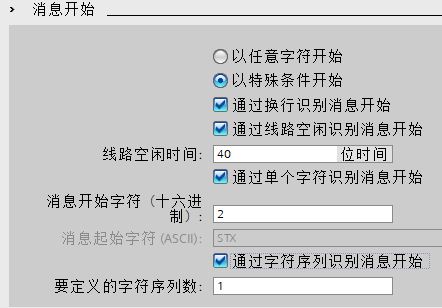 消息开始
以任意字符开始
以特殊条件开始
通过换行识别消息开始
通过线路空闲识别消息开始
线路空闲时间: 40 位时间
通过单个字符识别消息开始
消息开始字符（十六进
制）: 2
消息起始字符 (ASCII): STX
通过字符序列识别消息开始
要定义的字符序列数: 1